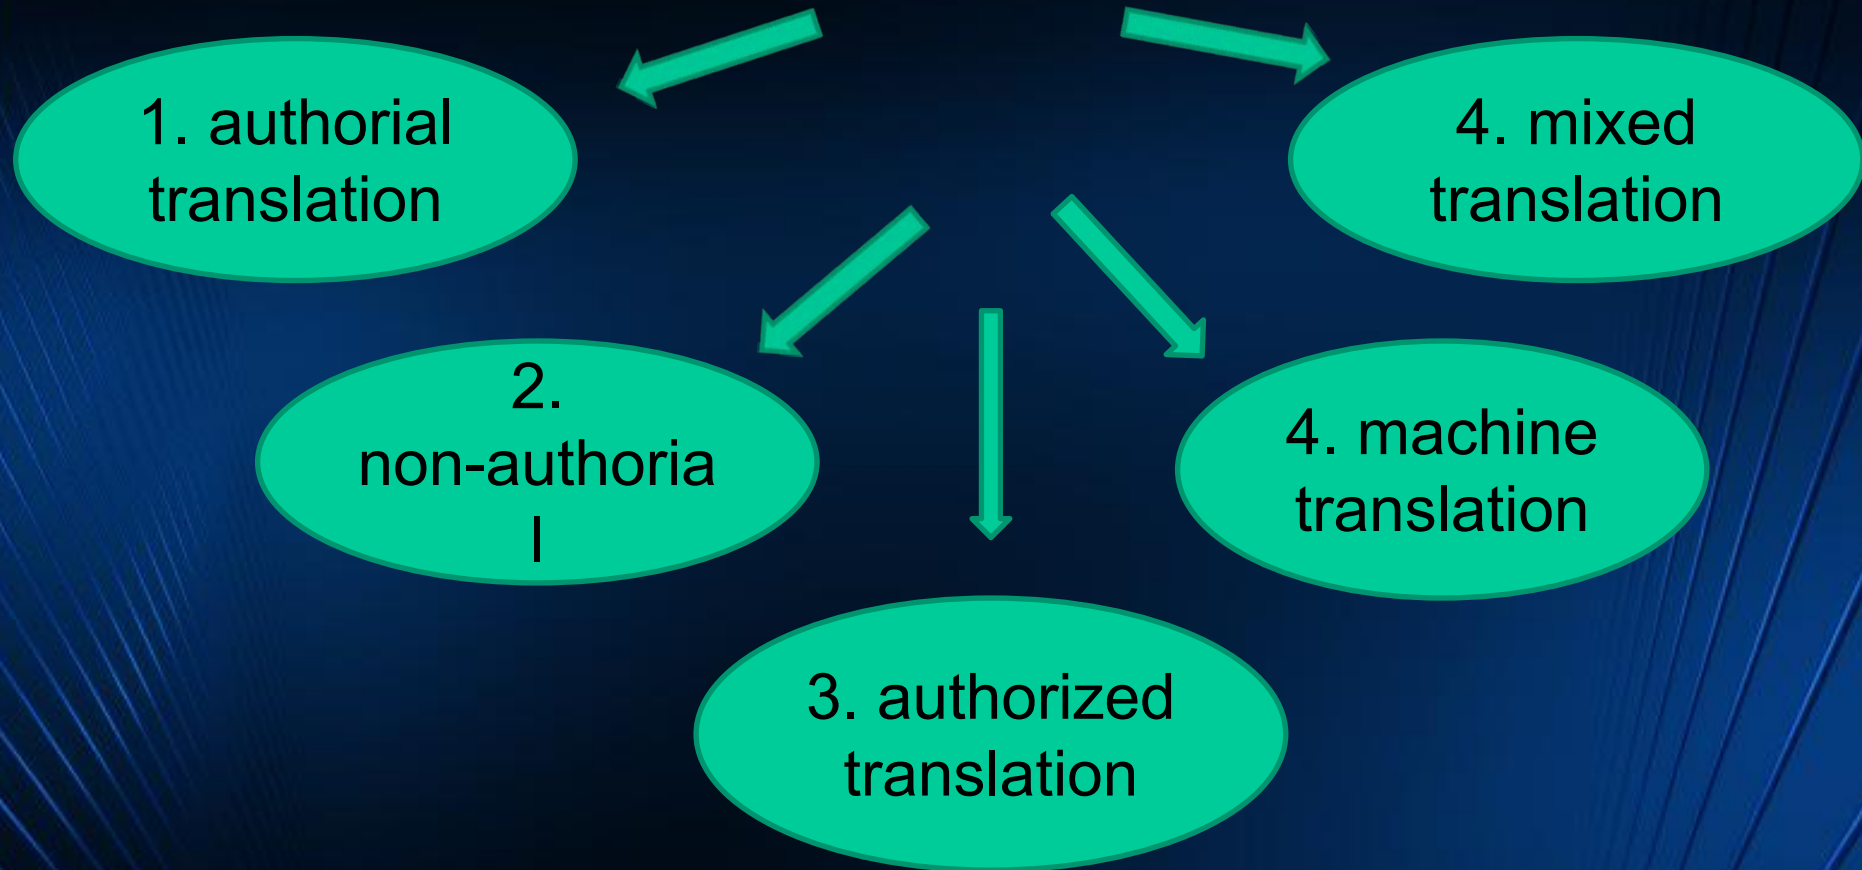 1. authorial
translation
2.
non-authoria
l
3. authorized
translation
4. machine
translation
4. mixed
translation